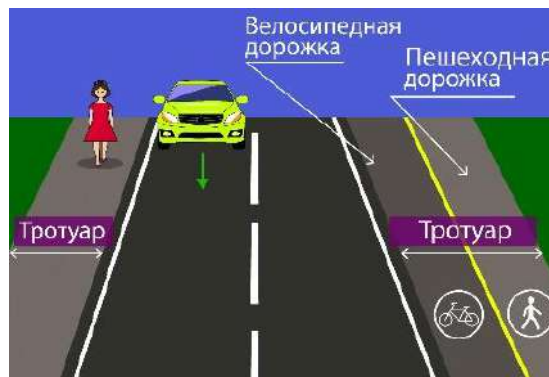 Велосипедная
дорожка
Пешеходная
дорожка
Тротуар
Тротуар